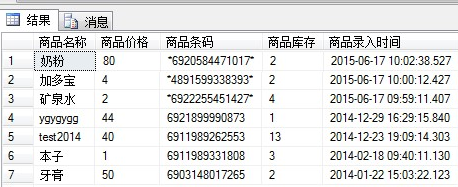 结果 消息
商品名称 商品价格 商品条码 商品库存 商品录入时间
1 奶粉 80 *6920584471017* 2 2015-06-17 10:02:38.527
2 加多宝 4 *4891599338393* 2 2015-06-17 10:00:12.427
3 矿泉水 2 *6922255451427* 4 2015-06-17 09:59:11.407
4 ygygygg 44 6921899990873 1 2014-12-29 16:29:15.840
5 test2014 40 6911989262553 13 2014-12-23 19:09:14.303
6 本子 1 6911989331808 3 2014-02-18 09:40:11.130
7 牙膏 50 6903148017265 2 2014-01-22 15:03:22.123